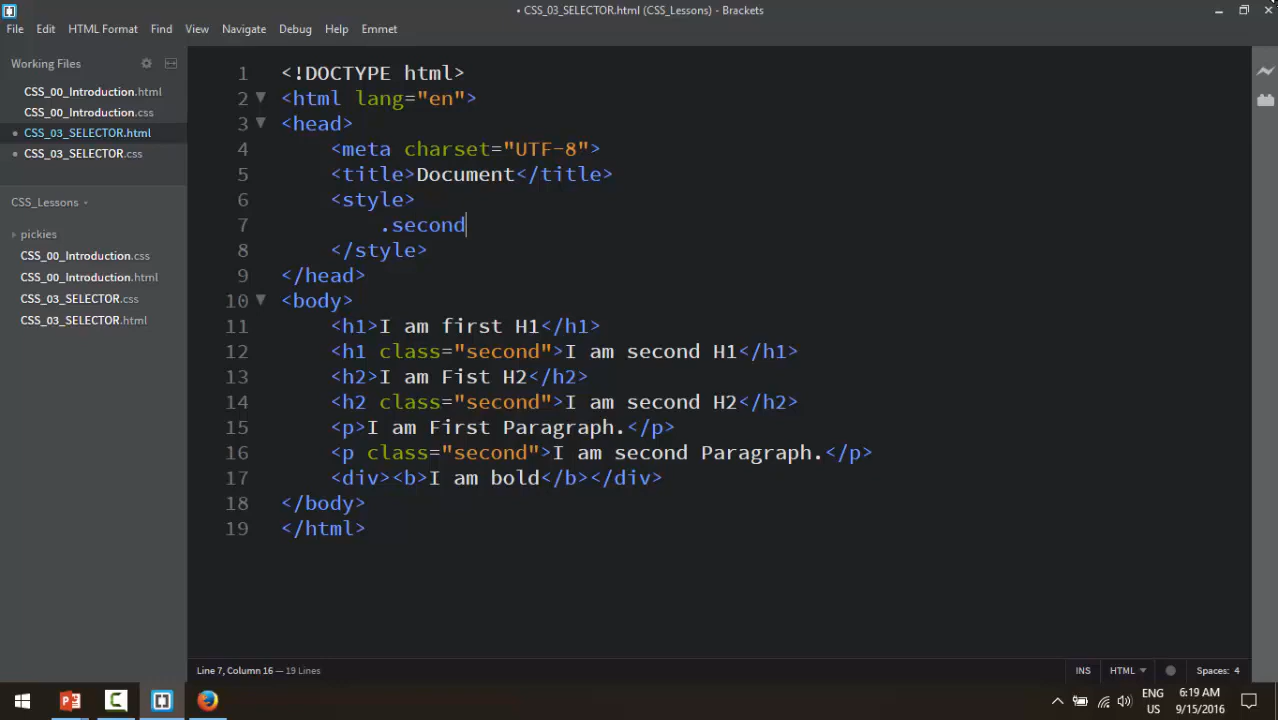 • CSS_03_SELECTOR.html (CSS_Lessons) - Brackets
File Edit HTML Format Find View Navigate Debug Help Emmet
Working Files
CSS_00_Introduction.html
CSS_00_Introduction.css
CSS_03_SELECTOR.html
CSS_03_SELECTOR.css
CSS_Lessons
pickies
CSS_00_Introduction.css
CSS_00_Introduction.html
CSS_03_SELECTOR.css
CSS_03_SELECTOR.html
1 <!DOCTYPE html>
2 <html lang="en">
3 <head>
4 <meta charset="UTF-8">
5 <title>Document</title>
6 <style>
7 .second
8 </style>
9 </head>
10 <body>
11 <h1>I am first H1</h1>
12 <h1 class="second">I am second H1</h1>
13 <h2>I am Fist H2</h2>
14 <h2 class="second">I am second H2</h2>
15 <p>I am First Paragraph.</p>
16 <p class="second">I am second Paragraph.</p>
17 <div><b>I am bold</b></div>
18 </body>
19 </html>
Line 7, Column 16 — 19 Lines
INS HTML Spaces: 4
ENG 6:19 AM
US 9/15/2016